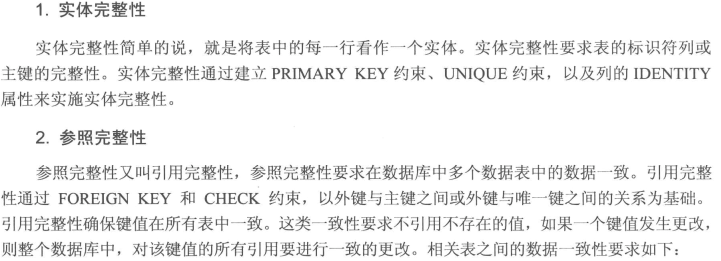 1. 实体完整性
实体完整性简单的说，就是将表中的每一行看作一个实体。实体完整性要求表的标识符列或
主键的完整性。实体完整性通过建立 PRIMARY KEY 约束、UNIQUE 约束，以及列的 IDENTITY
属性来实施实体完整性。
2. 参照完整性
参照完整性又叫引用完整性，参照完整性要求在数据库中多个数据表中的数据一致。引用完整
性通过 FOREIGN KEY 和 CHECK 约束，以外键与主键之间或外键与唯一键之间的关系为基础。
引用完整性确保键值在所有表中一致。这类一致性要求不引用不存在的值，如果一个键值发生更改，
则整个数据库中，对该键值的所有引用要进行一致的更改。相关表之间的数据一致性要求如下：